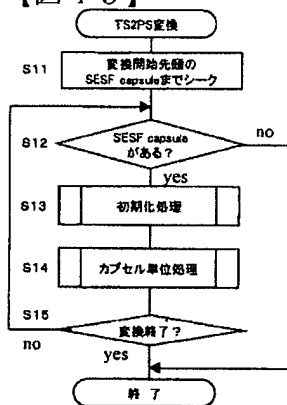 TS2PS変換
S11
変換開始先頭の
SESF capsuleまでシーク
S12
SESF capsule
がある？
no
yes
S13
初期化処理
S14
カプセル単位処理
S15
変換終了？
no
yes
終 了